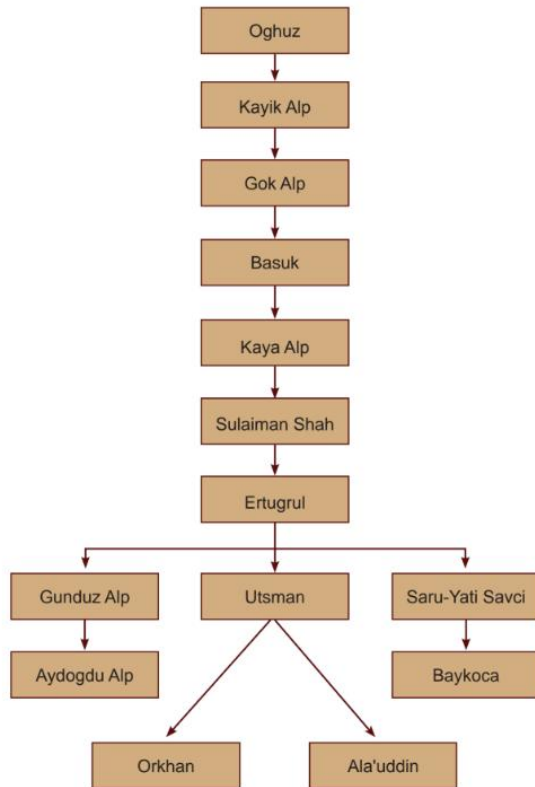 Oghuz
Kayik Alp
Gok Alp
Basuk
Kaya Alp
Sulaiman Shah
Ertugrul
Gunduz Alp
Utsman
Saru-Yati Savci
Aydogdu Alp
Baykoca
Orkhan
Ala'uddin